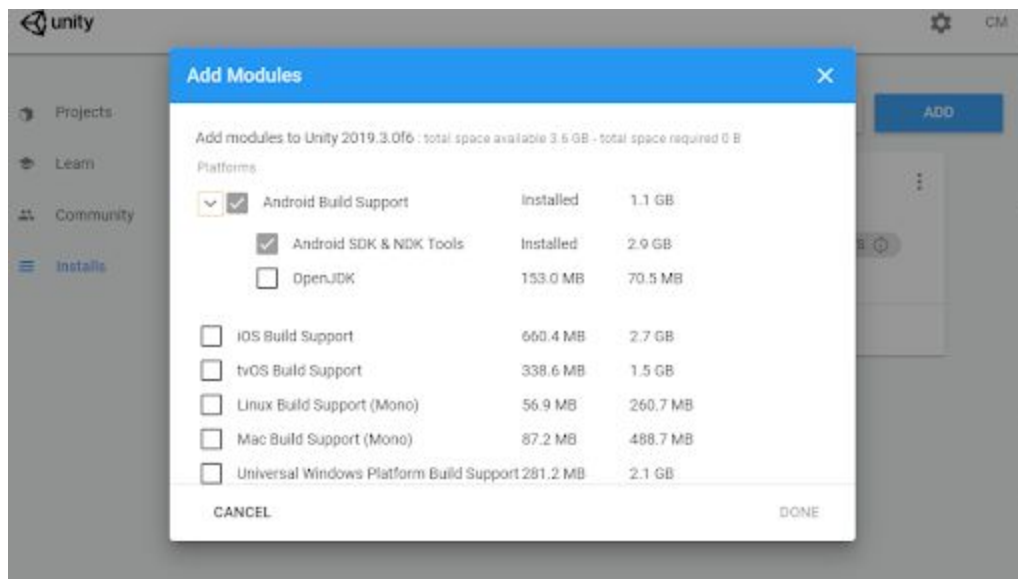 unity
CM
Add Modules
Projects
ADD
Add modules to Unity 2019.3.0f6 : total space available 3.6 GB - total space required 0 B
Platforms
Learn
Android Build Support Installed 1.1 GB
Community
Android SDK & NDK Tools Installed 2.9 GB
S
Installs
OpenJDK 153.0 MB 70.5 MB
iOS Build Support 660.4 MB 2.7 GB
tvOS Build Support 338.6 MB 1.5 GB
Linux Build Support (Mono) 56.9 MB 260.7 MB
Mac Build Support (Mono) 87.2 MB 488.7 MB
Universal Windows Platform Build Support 281.2 MB 2.1 GB
CANCEL
DONE